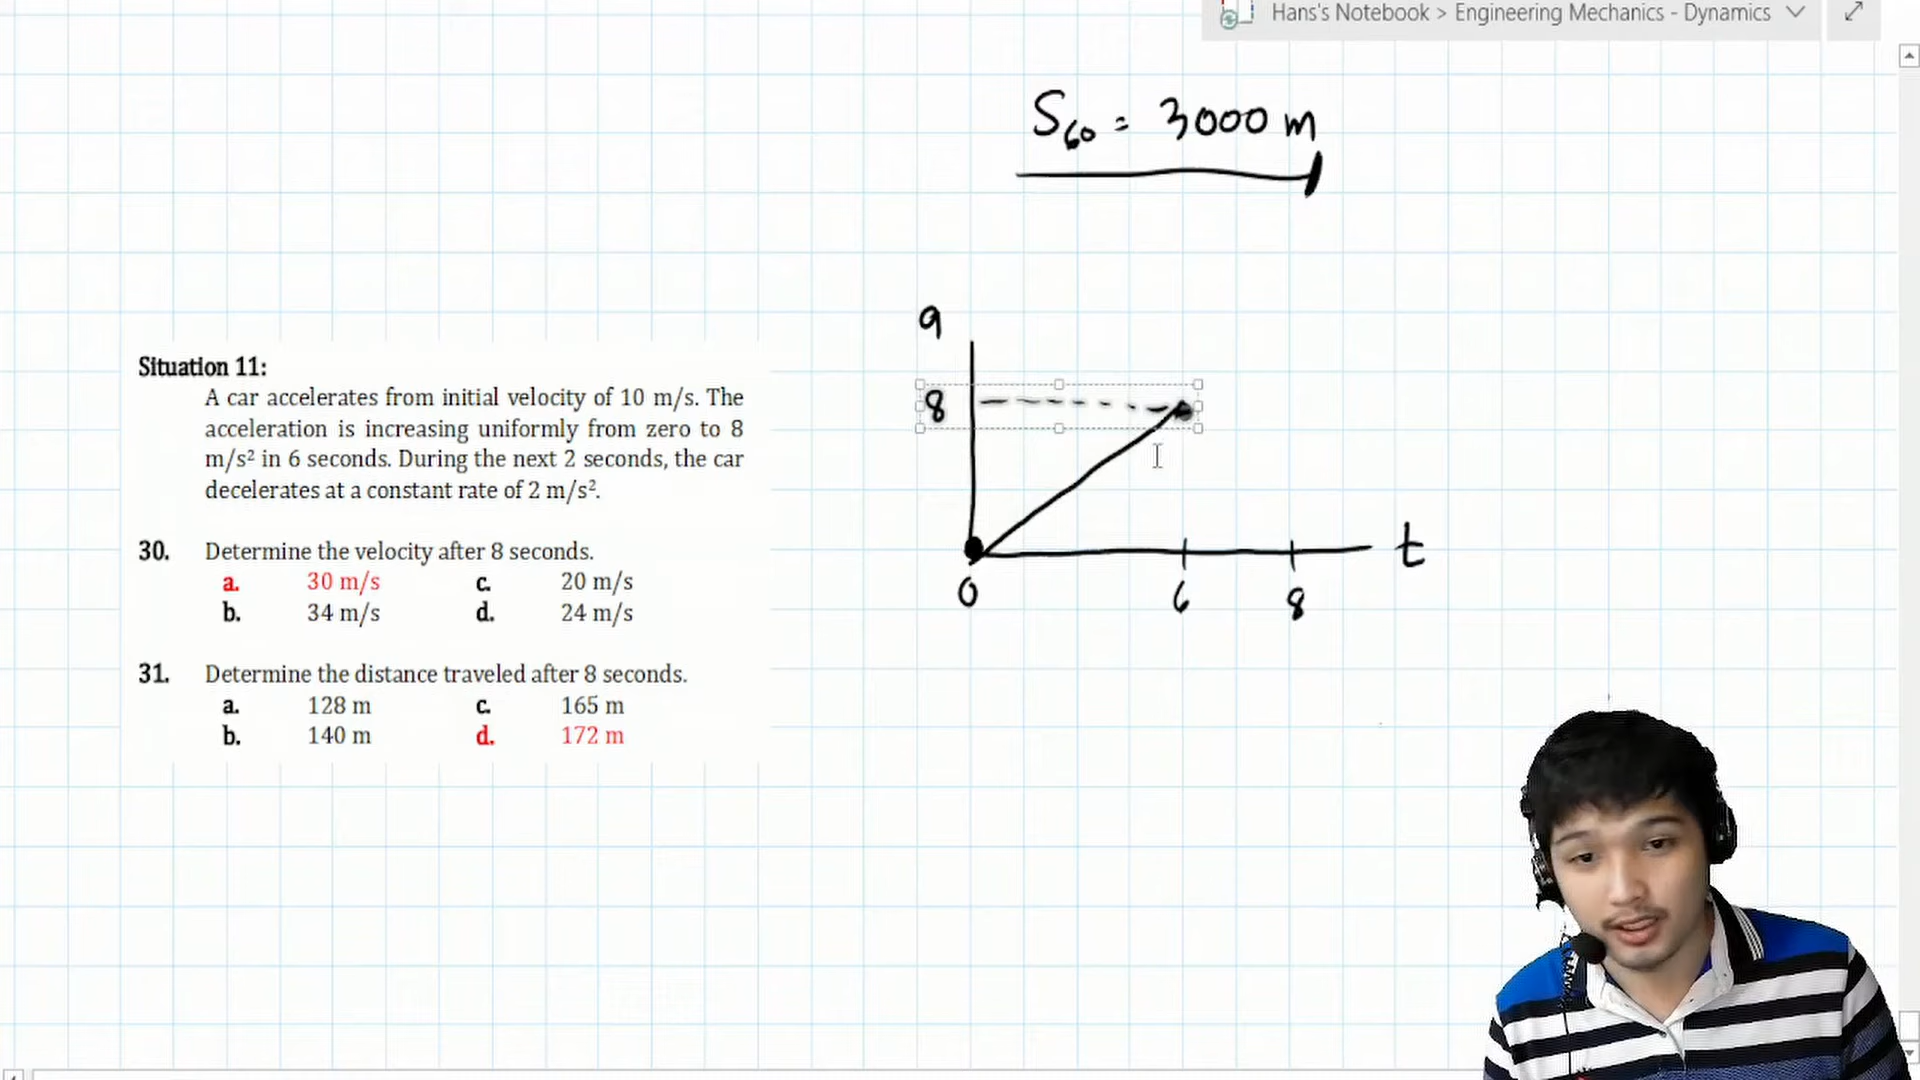 Hans's Notebook > Engineering Mechanics - Dynamics
S60 = 3000 m
a
8
0
6
8
t
Situation 11:
A car accelerates from initial velocity of 10 m/s. The
acceleration is increasing uniformly from zero to 8
m/s² in 6 seconds. During the next 2 seconds, the car
decelerates at a constant rate of 2 m/s².
30. Determine the velocity after 8 seconds.
a. 30 m/s c. 20 m/s
b. 34 m/s d. 24 m/s
31. Determine the distance traveled after 8 seconds.
a. 128 m c. 165 m
b. 140 m d. 172 m